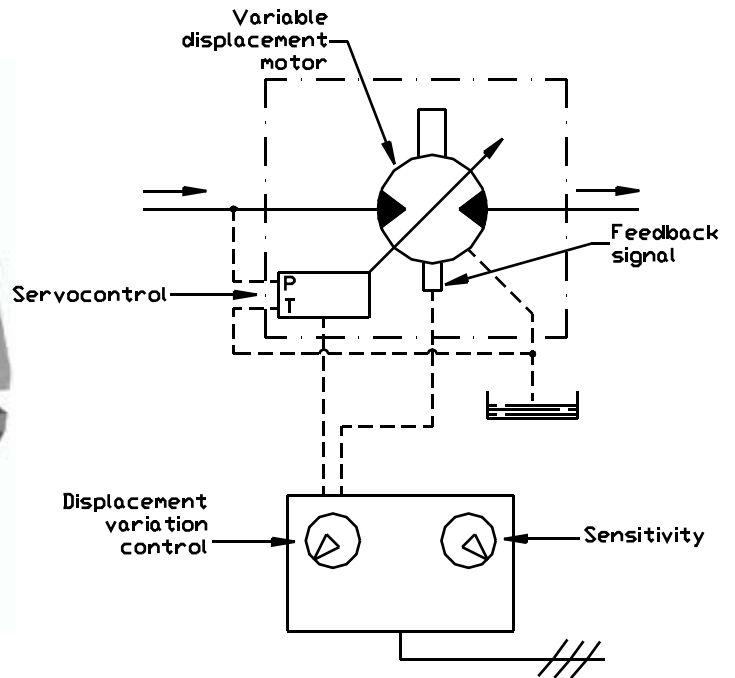 Variable
displacement
motor
Feedback
signal
P
Servocontrol
T
Displacement
variation
control
Sensitivity